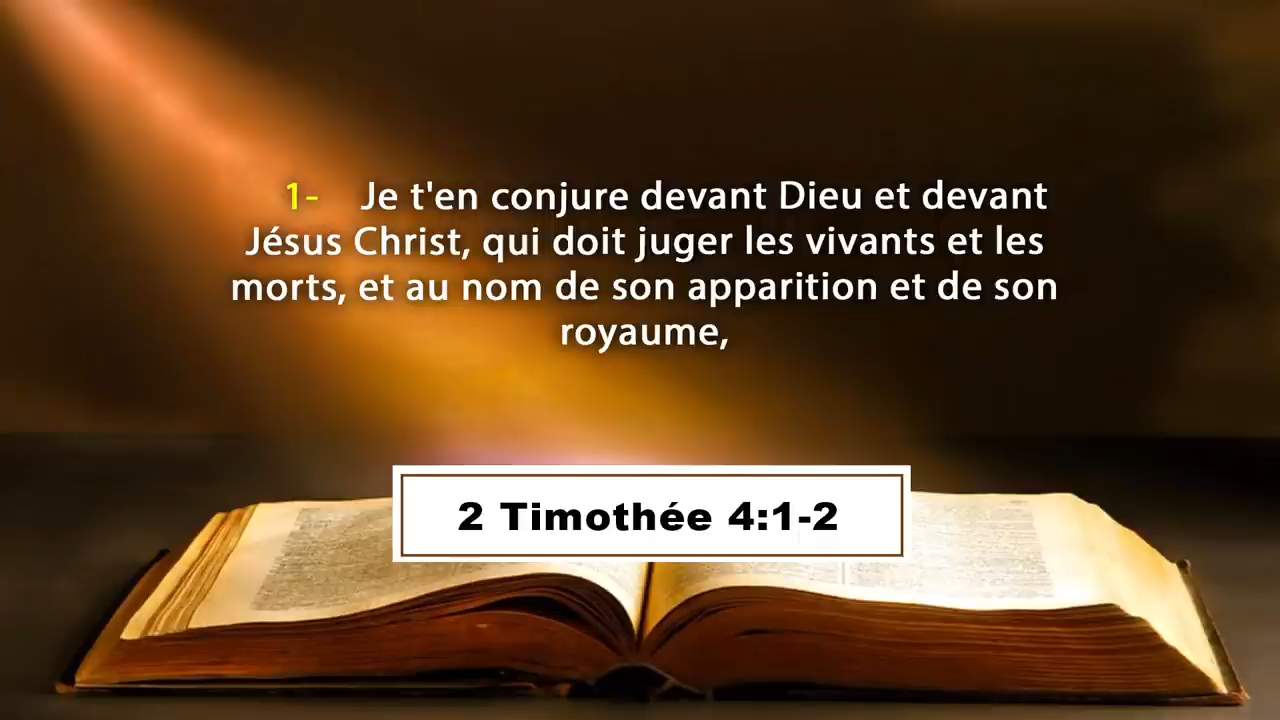 1- Je t'en conjure devant Dieu et devant
Jésus Christ, qui doit juger les vivants et les
morts, et au nom de son apparition et de son
royaume,
2 Timothée 4:1-2